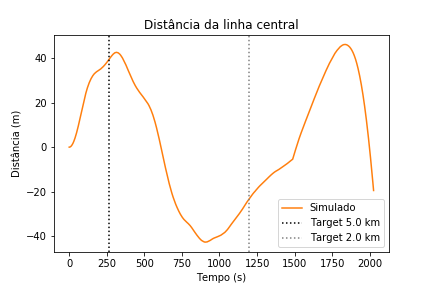 Distância da linha central
Distância (m)
40
20
0
−20
−40
0
250
500
750
1000
1250
1500
1750
2000
Tempo (s)
Simulado
Target 5.0 km
Target 2.0 km